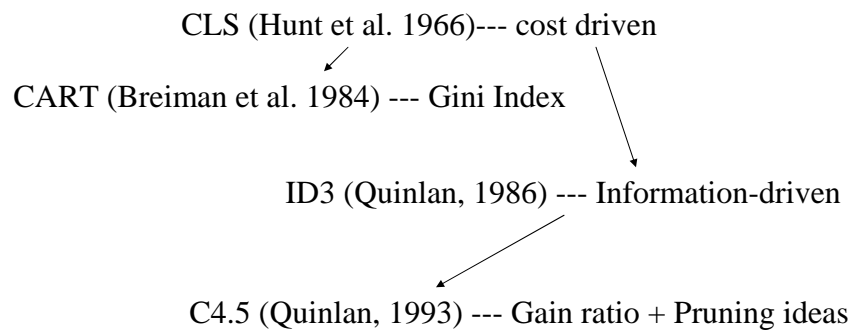 CLS (Hunt et al. 1966)--- cost driven
CART (Breiman et al. 1984) --- Gini Index
ID3 (Quinlan, 1986) --- Information-driven
C4.5 (Quinlan, 1993) --- Gain ratio + Pruning ideas